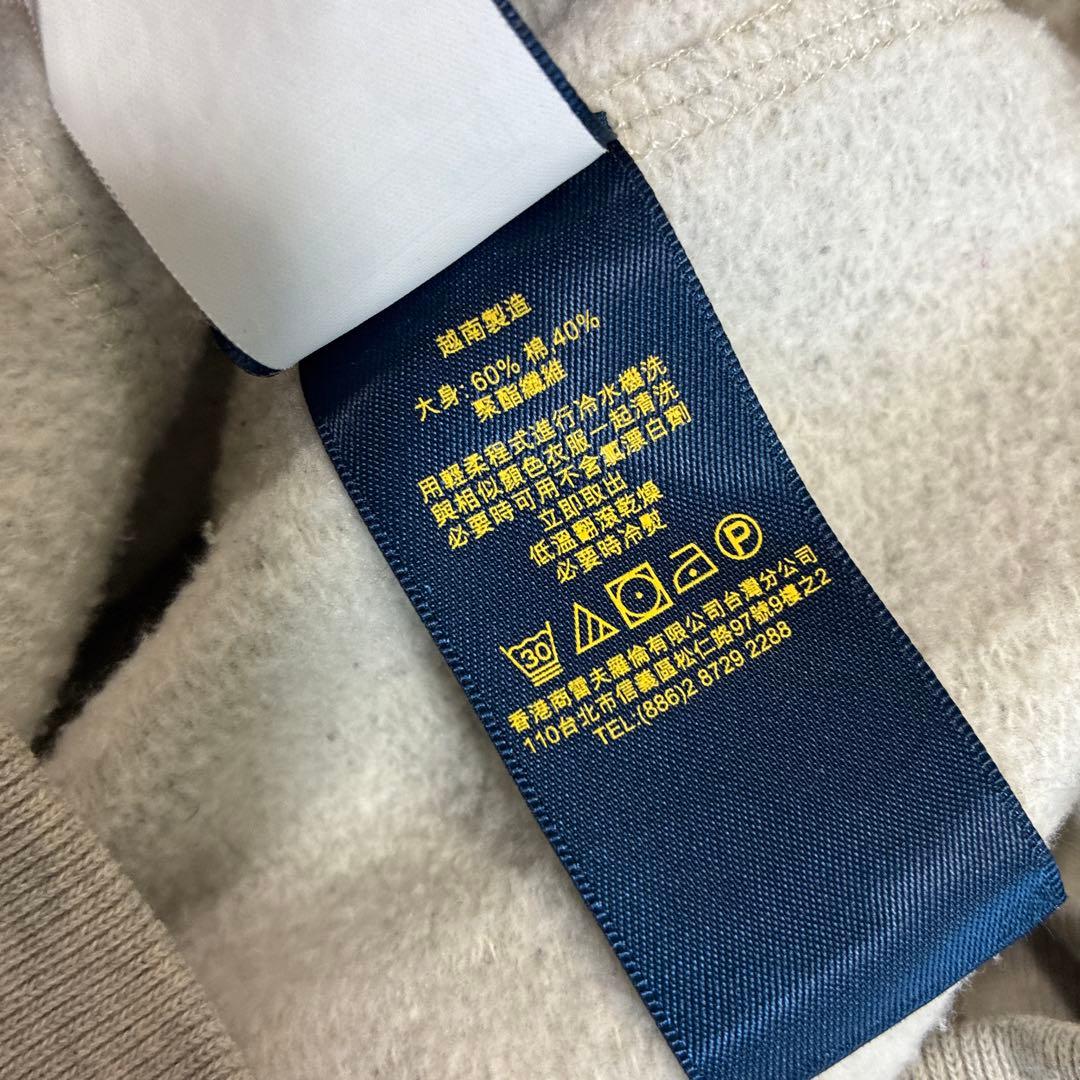 越南製造
大身: 60% 棉 40%
聚酯纖維
用輕柔程式進行冷水機洗
與相似顏色衣服一起清洗
必要時可用不含氯漂白劑
立即取出
低溫翻滾乾燥
必要時冷熨
30
P
香港商雷夫羅倫有限公司台灣分公司
110台北市信義區松仁路97號9樓之2
TEL.(886)2 8729 2288